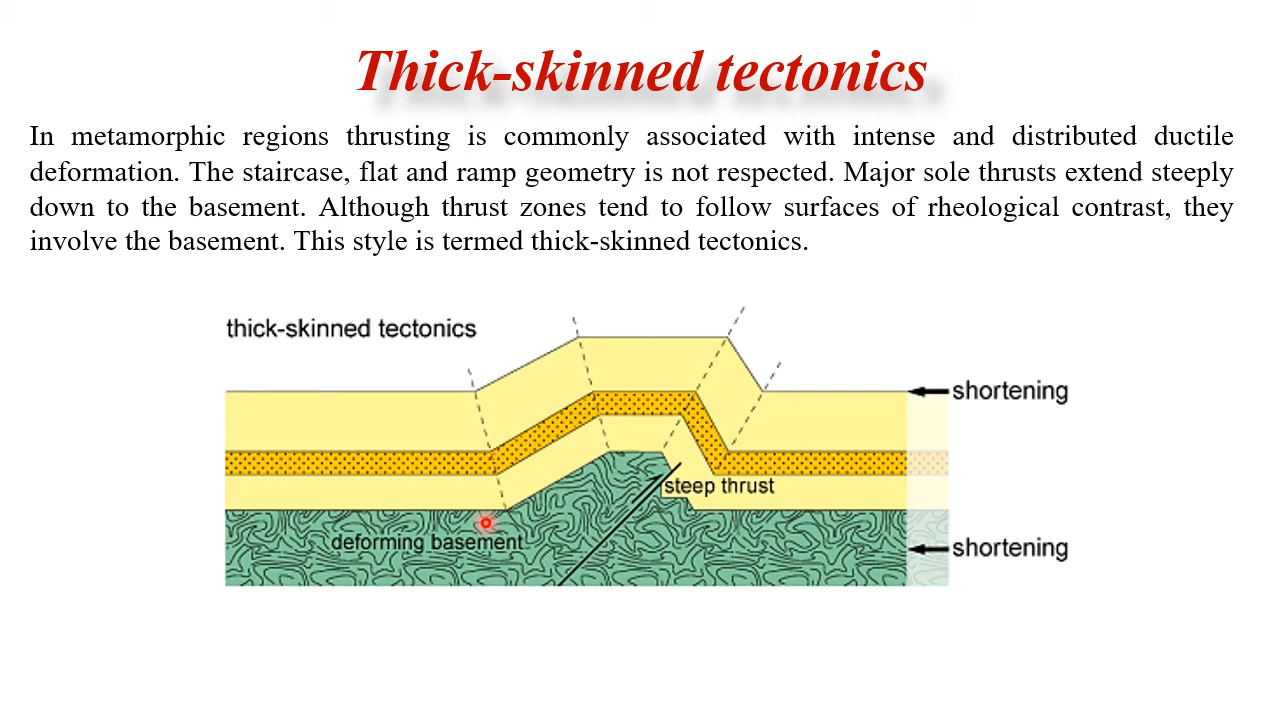 Thick-skinned tectonics
In metamorphic regions thrusting is commonly associated with intense and distributed ductile
deformation. The staircase, flat and ramp geometry is not respected. Major sole thrusts extend steeply
down to the basement. Although thrust zones tend to follow surfaces of rheological contrast, they
involve the basement. This style is termed thick-skinned tectonics.
thick-skinned tectonics
shortening
steep thrust
deforming basement
shortening